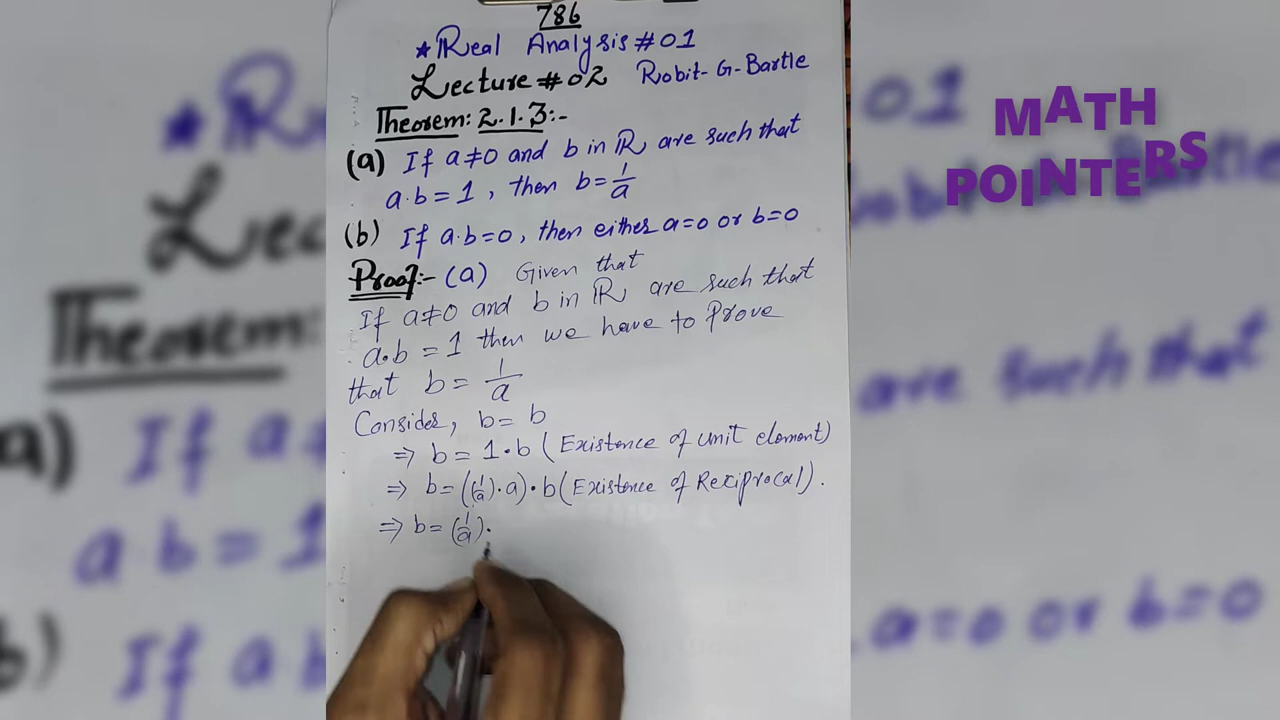 786
★Real Analysis #01
Lecture #02 Robit-G-Bartle
Theorem: 2.1.3:-
(a) If a≠0 and b in ℝ are such that
a.b=1, then b=1/a
(b) If a.b=0, then either a=0 or b=0
Proof:- (a) Given that
If a≠0 and b in ℝ are such that
a.b = 1 then we have to Prove
that b = 1/a
Consider, b = b
⇒ b = 1.b (Existence of unit element)
⇒ b=((1/a).a).b (Existence of Reciprocal).
⇒ b=(1/a).
MATH
POINTERS